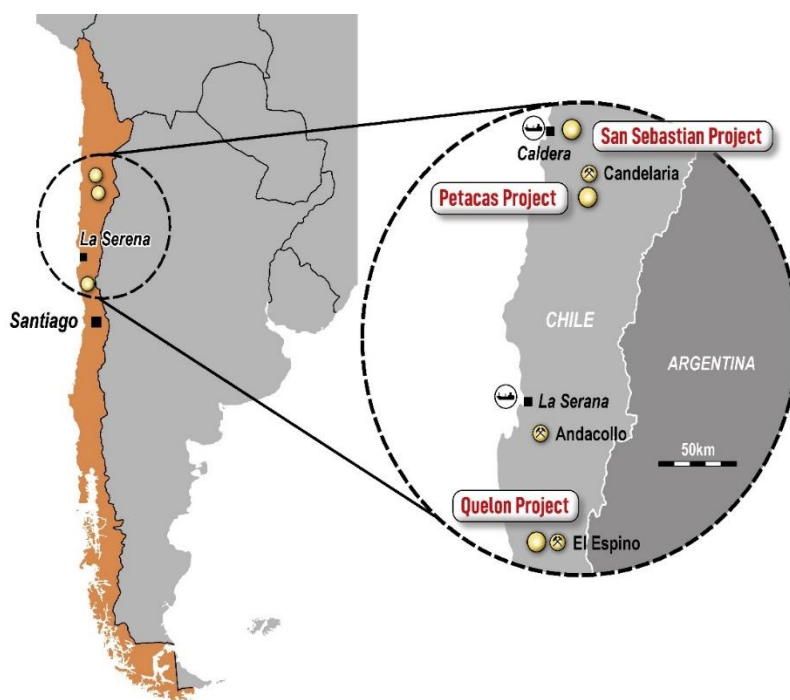 La Serena
Santiago
Caldera
San Sebastian Project
Candelaria
Petacas Project
CHILE
ARGENTINA
La Serana
Andacollo
50km
Quelon Project
El Espino